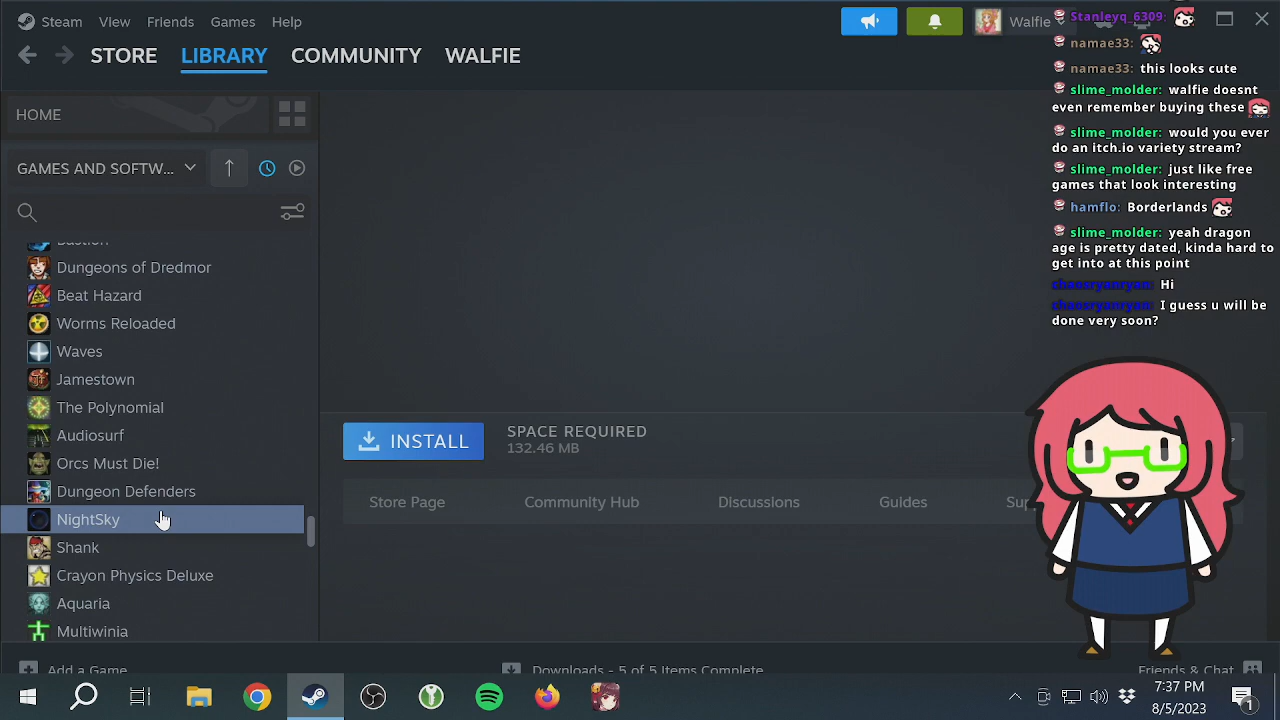 Steam View Friends Games Help
Walfie
STORE LIBRARY COMMUNITY WALFIE
HOME
GAMES AND SOFTW...
Bastion
Dungeons of Dredmor
Beat Hazard
Worms Reloaded
Waves
Jamestown
The Polynomial
Audiosurf
Orcs Must Die!
Dungeon Defenders
NightSky
Shank
Crayon Physics Deluxe
Aquaria
Multiwinia
INSTALL
SPACE REQUIRED
132.46 MB
Store Page Community Hub Discussions Guides
Stanleyq_6309:
namae33:
namae33: this looks cute
slime_molder: walfie doesnt
even remember buying these
slime_molder: would you ever
do an itch.io variety stream?
slime_molder: just like free
games that look interesting
hamflo: Borderlands
slime_molder: yeah dragon
age is pretty dated, kinda hard to
get into at this point
chaosryanryan: Hi
chaosryanryan: I guess u will be
done very soon?
Add a Game
Downloads - 5 of 5 Items Complete
Friends & Chat
7:37 PM
8/5/2023
1